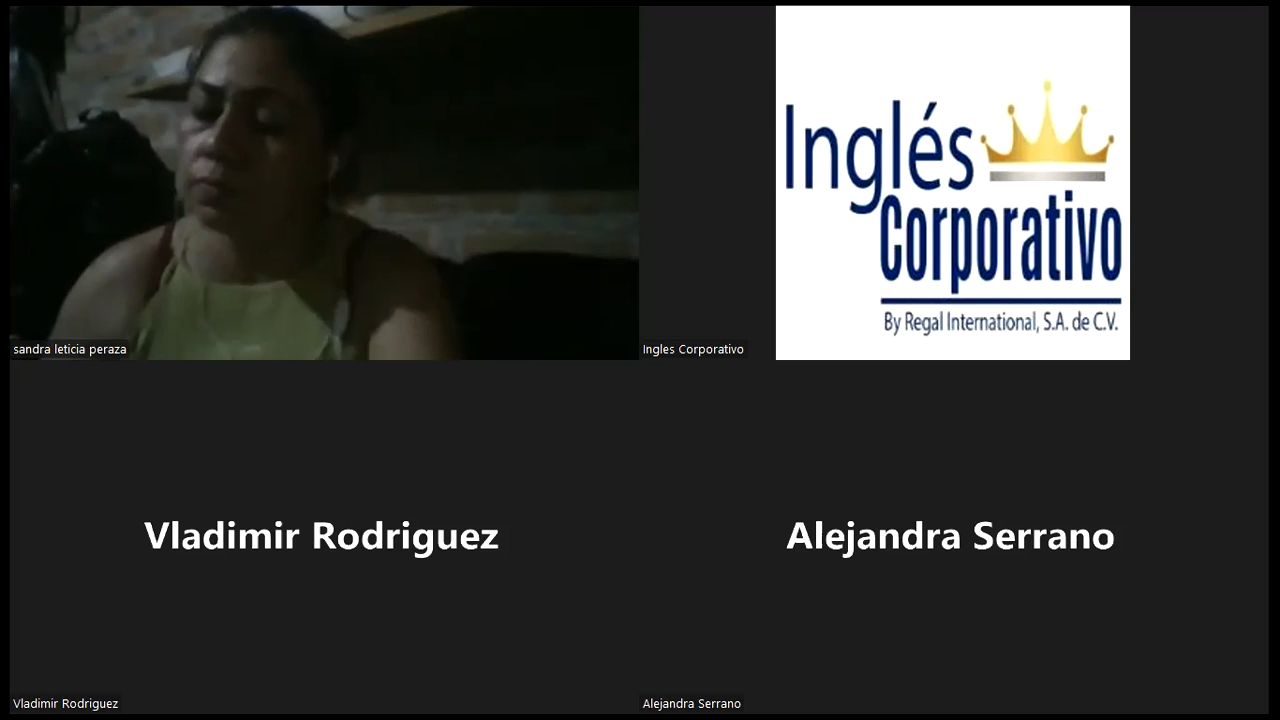 Inglés
Corporativo
By Regal International, S.A. de C.V.
sandra leticia peraza
Ingles Corporativo
Vladimir Rodriguez
Alejandra Serrano
Vladimir Rodriguez
Alejandra Serrano